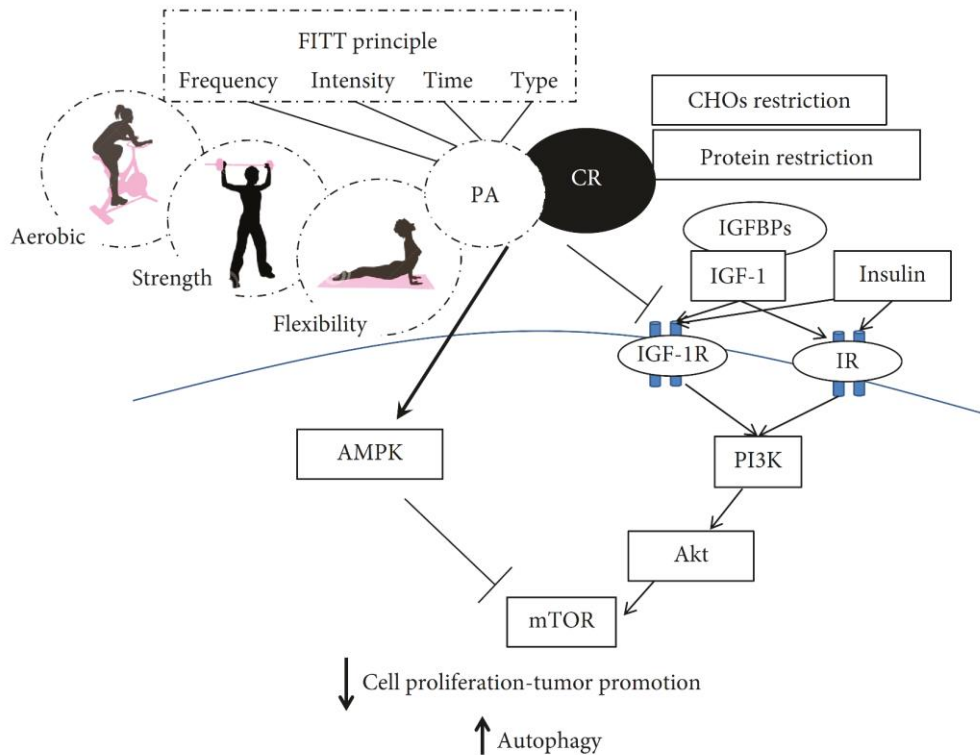 FITT principle
Frequency Intensity Time Type
CHOs restriction
Protein restriction
PA
CR
Aerobic
Strength
Flexibility
IGFBPs
IGF-1
Insulin
IGF-1R
IR
AMPK
PI3K
Akt
mTOR
Cell proliferation-tumor promotion
Autophagy